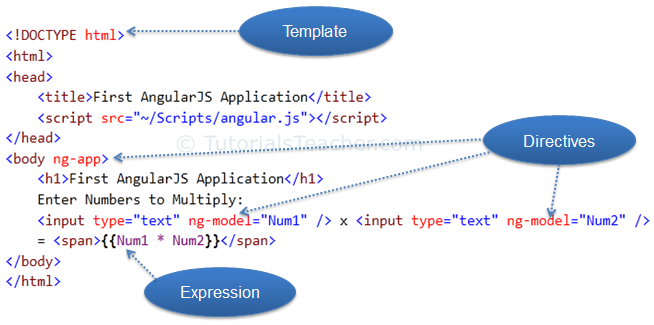 Template
<!DOCTYPE html>
<html>
<head>
<title>First AngularJS Application</title>
<script src="~/Scripts/angular.js"></script>
</head>
© TutorialsTeacher.com
Directives
<body ng-app>
<h1>First AngularJS Application</h1>
Enter Numbers to Multiply:
<input type="text" ng-model="Num1" /> x <input type="text" ng-model="Num2" />
= <span>{{Num1 * Num2}}</span>
</body>
</html>
Expression